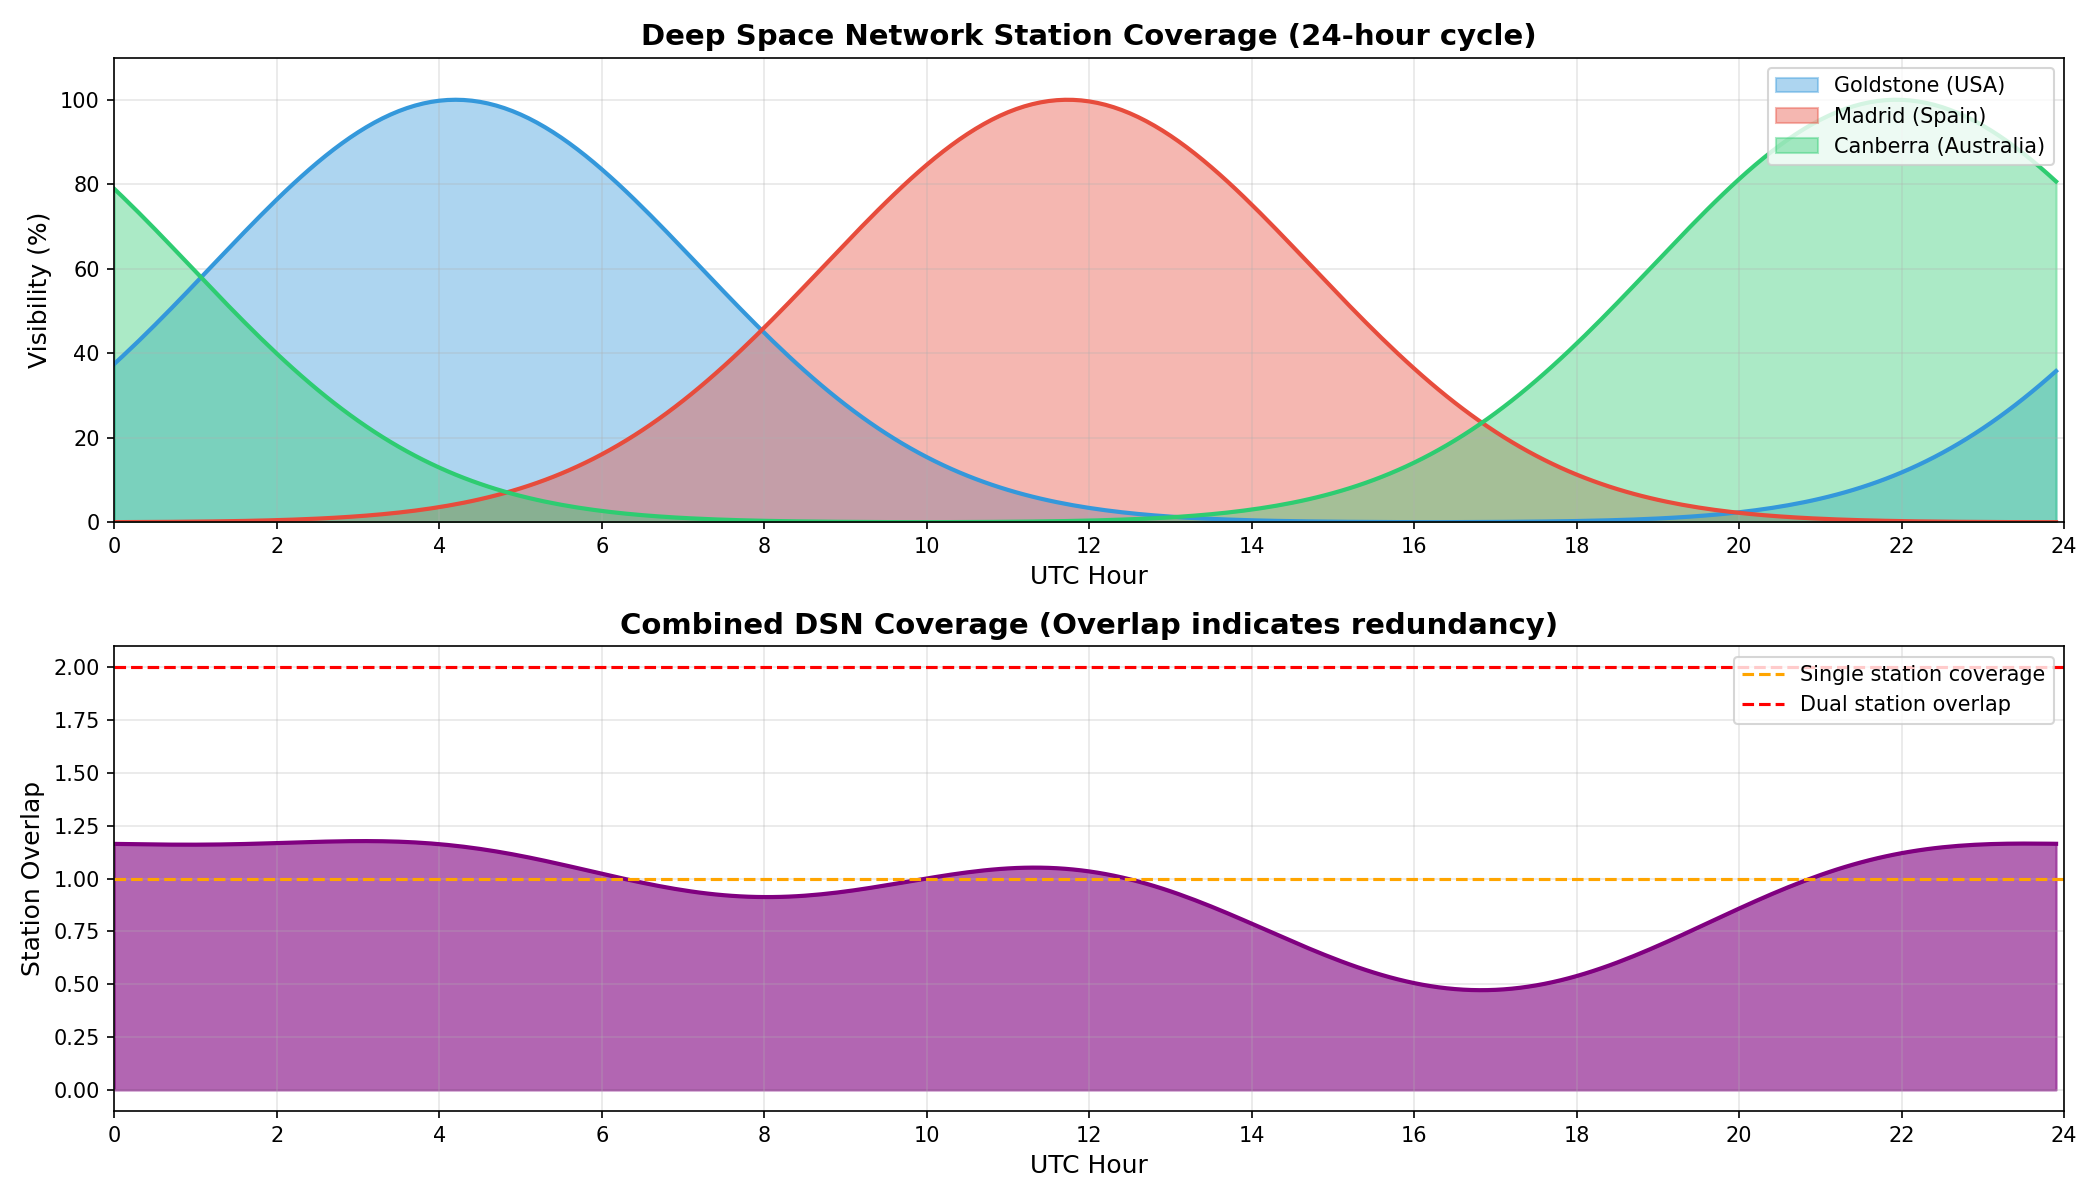 Deep Space Network Station Coverage (24-hour cycle)
Goldstone (USA)
Madrid (Spain)
Canberra (Australia)
Visibility (%)
100
80
60
40
20
0
0 2 4 6 8 10 12 14 16 18 20 22 24
UTC Hour
Combined DSN Coverage (Overlap indicates redundancy)
Single station coverage
Dual station overlap
Station Overlap
2.00
1.75
1.50
1.25
1.00
0.75
0.50
0.25
0.00
0 2 4 6 8 10 12 14 16 18 20 22 24
UTC Hour